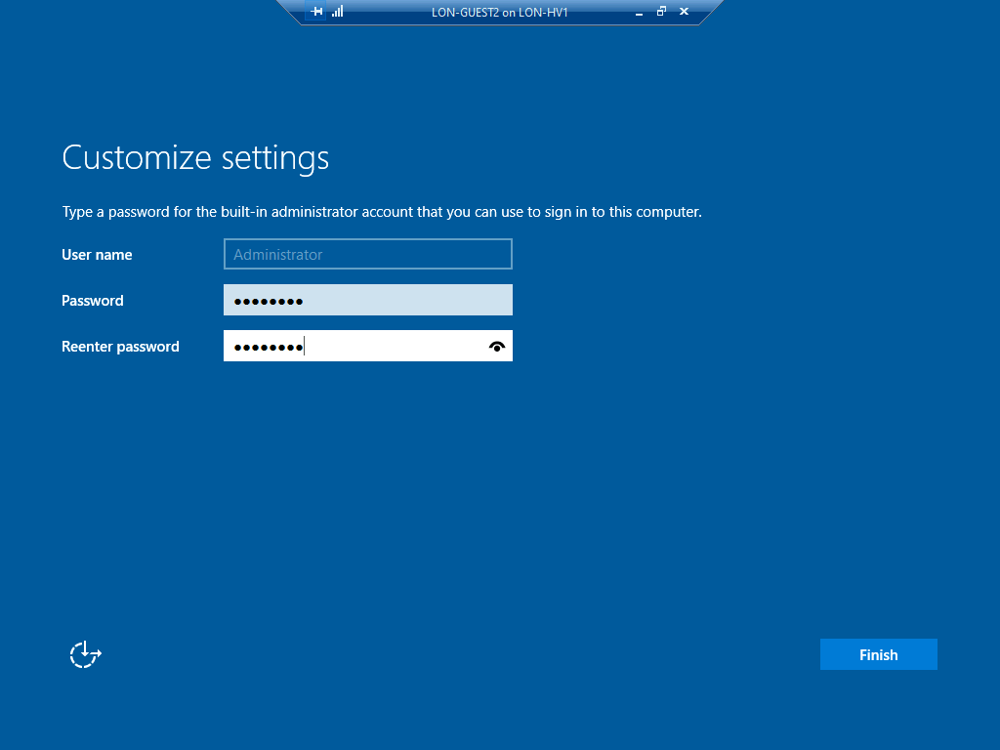 LON-GUEST2 on LON-HV1
Customize settings
Type a password for the built-in administrator account that you can use to sign in to this computer.
User name
Administrator
Password
●●●●●●●●
Reenter password
●●●●●●●●
Finish